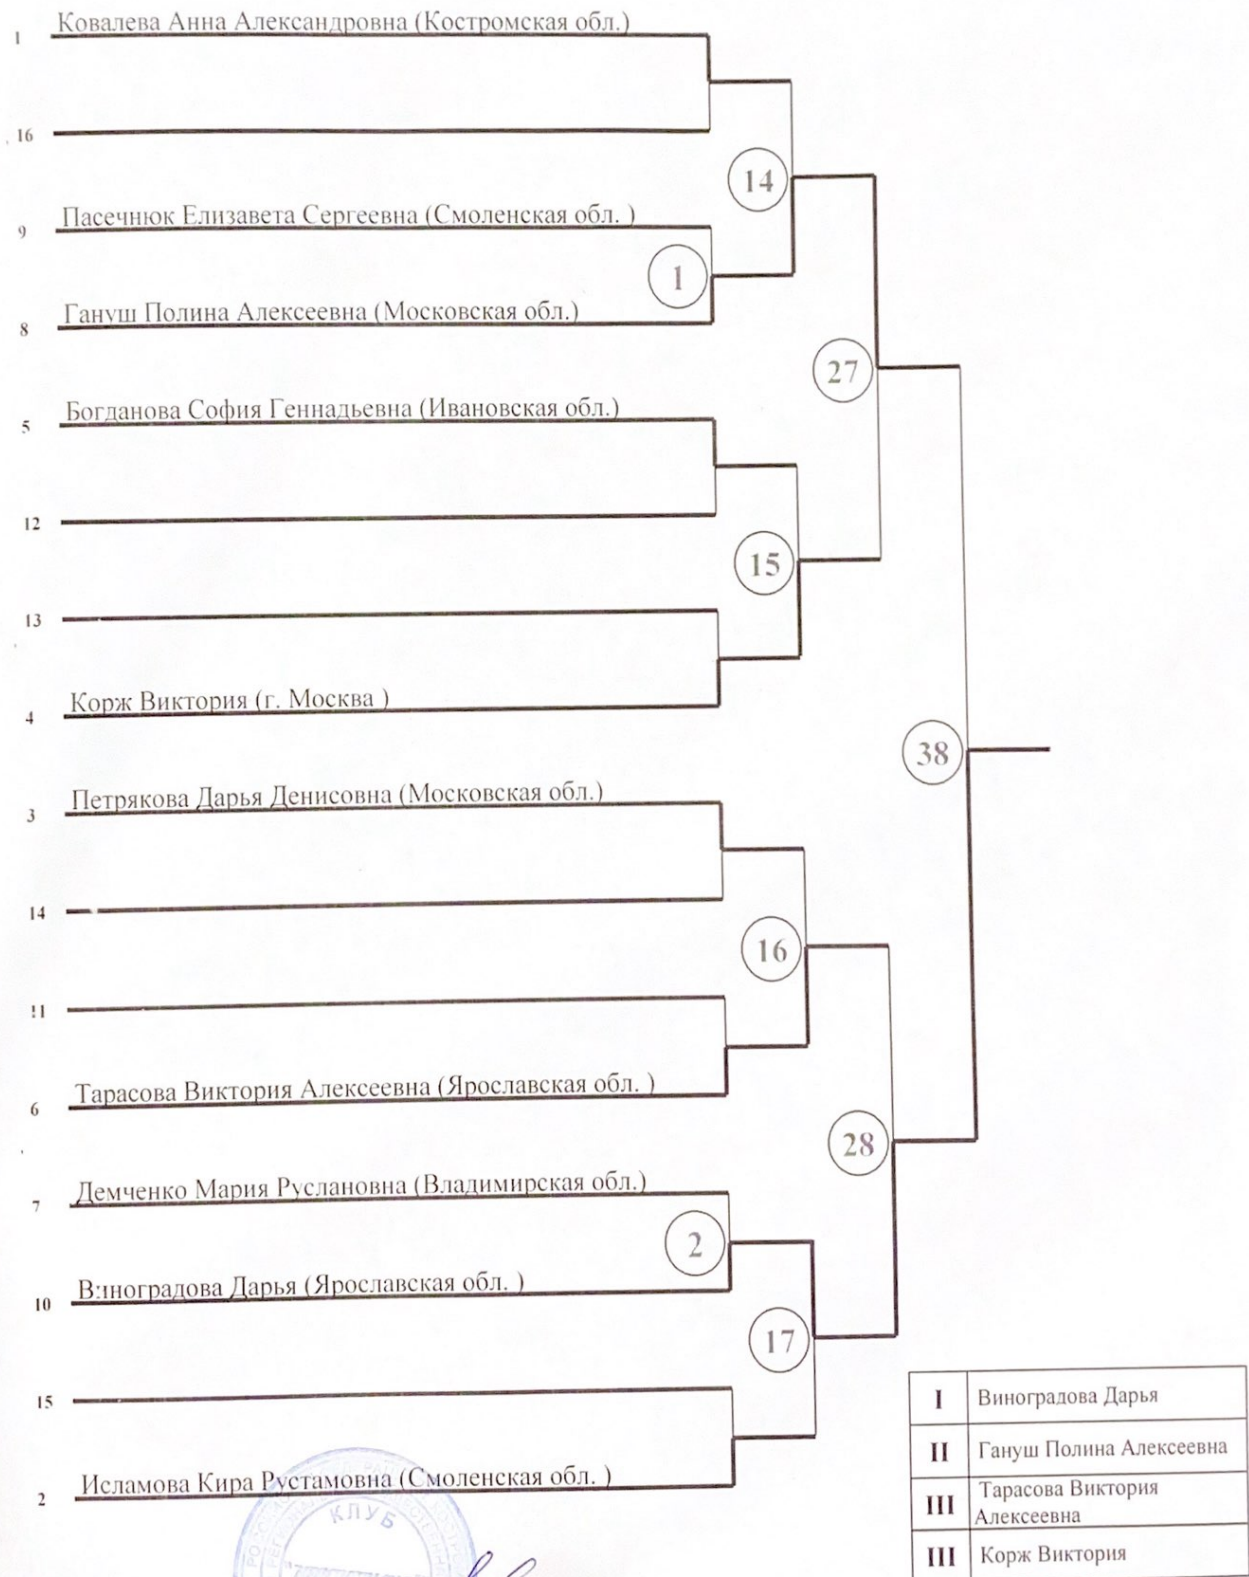 1 Ковалева Анна Александровна (Костромская обл.)
16
14
9 Пасечнюк Елизавета Сергеевна (Смоленская обл. )
1
8 Гануш Полина Алексеевна (Московская обл.)
27
5 Богданова София Геннадьевна (Ивановская обл.)
12
15
13
4 Корж Виктория (г. Москва )
38
3 Петрякова Дарья Денисовна (Московская обл.)
14
16
11
6 Тарасова Виктория Алексеевна (Ярославская обл. )
28
7 Демченко Мария Руслановна (Владимирская обл.)
2
10 Виноградова Дарья (Ярославская обл. )
17
15
2 Исламова Кира Рустамовна (Смоленская обл. )
I Виноградова Дарья
II Гануш Полина Алексеевна
III Тарасова Виктория
Алексеевна
III Корж Виктория
КЛУБ